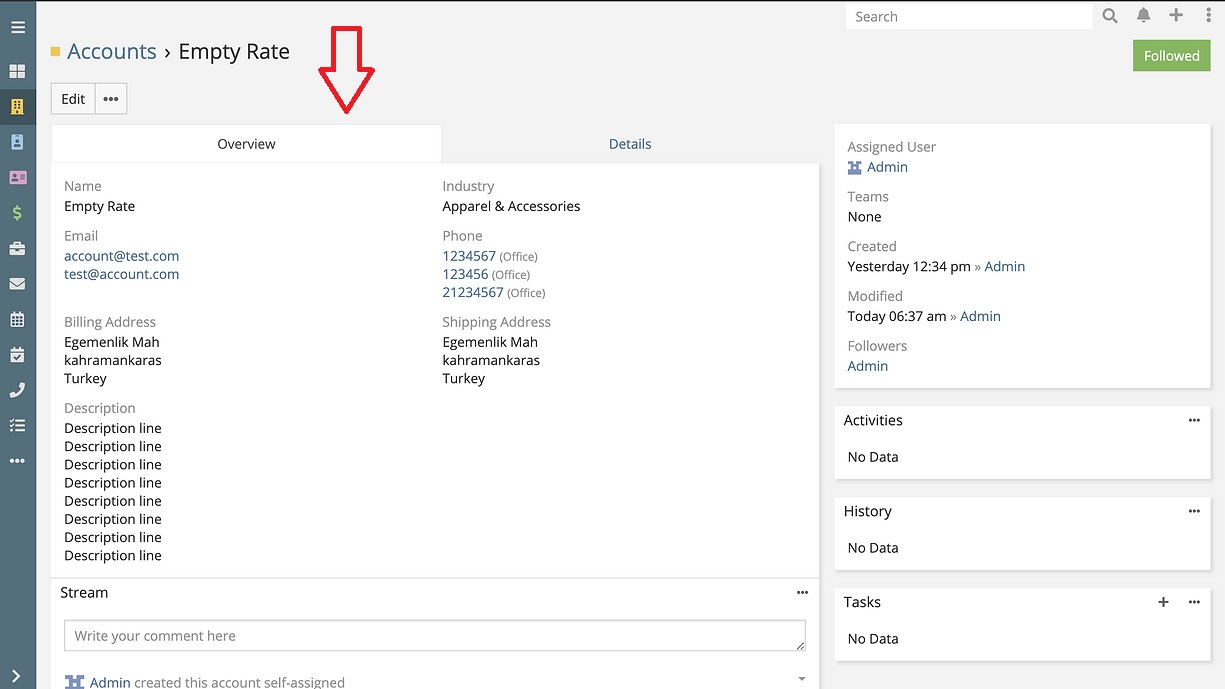 Search
Accounts › Empty Rate
Followed
Edit
Overview
Details
Name
Empty Rate
Industry
Apparel & Accessories
Email
account@test.com
test@account.com
Phone
1234567 (Office)
123456 (Office)
21234567 (Office)
Billing Address
Egemenlik Mah
kahramankaras
Turkey
Shipping Address
Egemenlik Mah
kahramankaras
Turkey
Description
Description line
Description line
Description line
Description line
Description line
Description line
Description line
Description line
Stream
Write your comment here
Admin created this account self-assigned
Assigned User
Admin
Teams
None
Created
Yesterday 12:34 pm » Admin
Modified
Today 06:37 am » Admin
Followers
Admin
Activities
No Data
History
No Data
Tasks
No Data